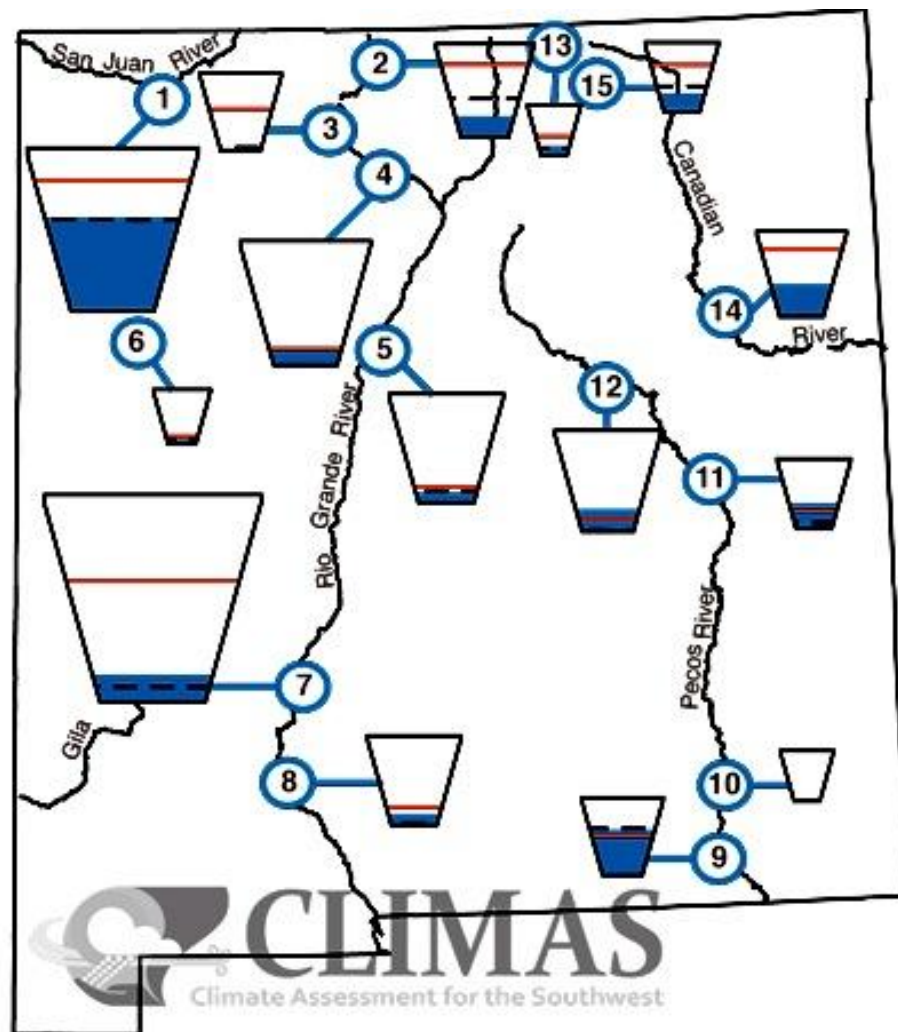 San Juan River
1
2
3
4
5
6
7
8
9
10
11
12
13
14
15
Canadian
River
Rio Grande River
Pecos River
Gila
CLIMAS
Climate Assessment for the Southwest